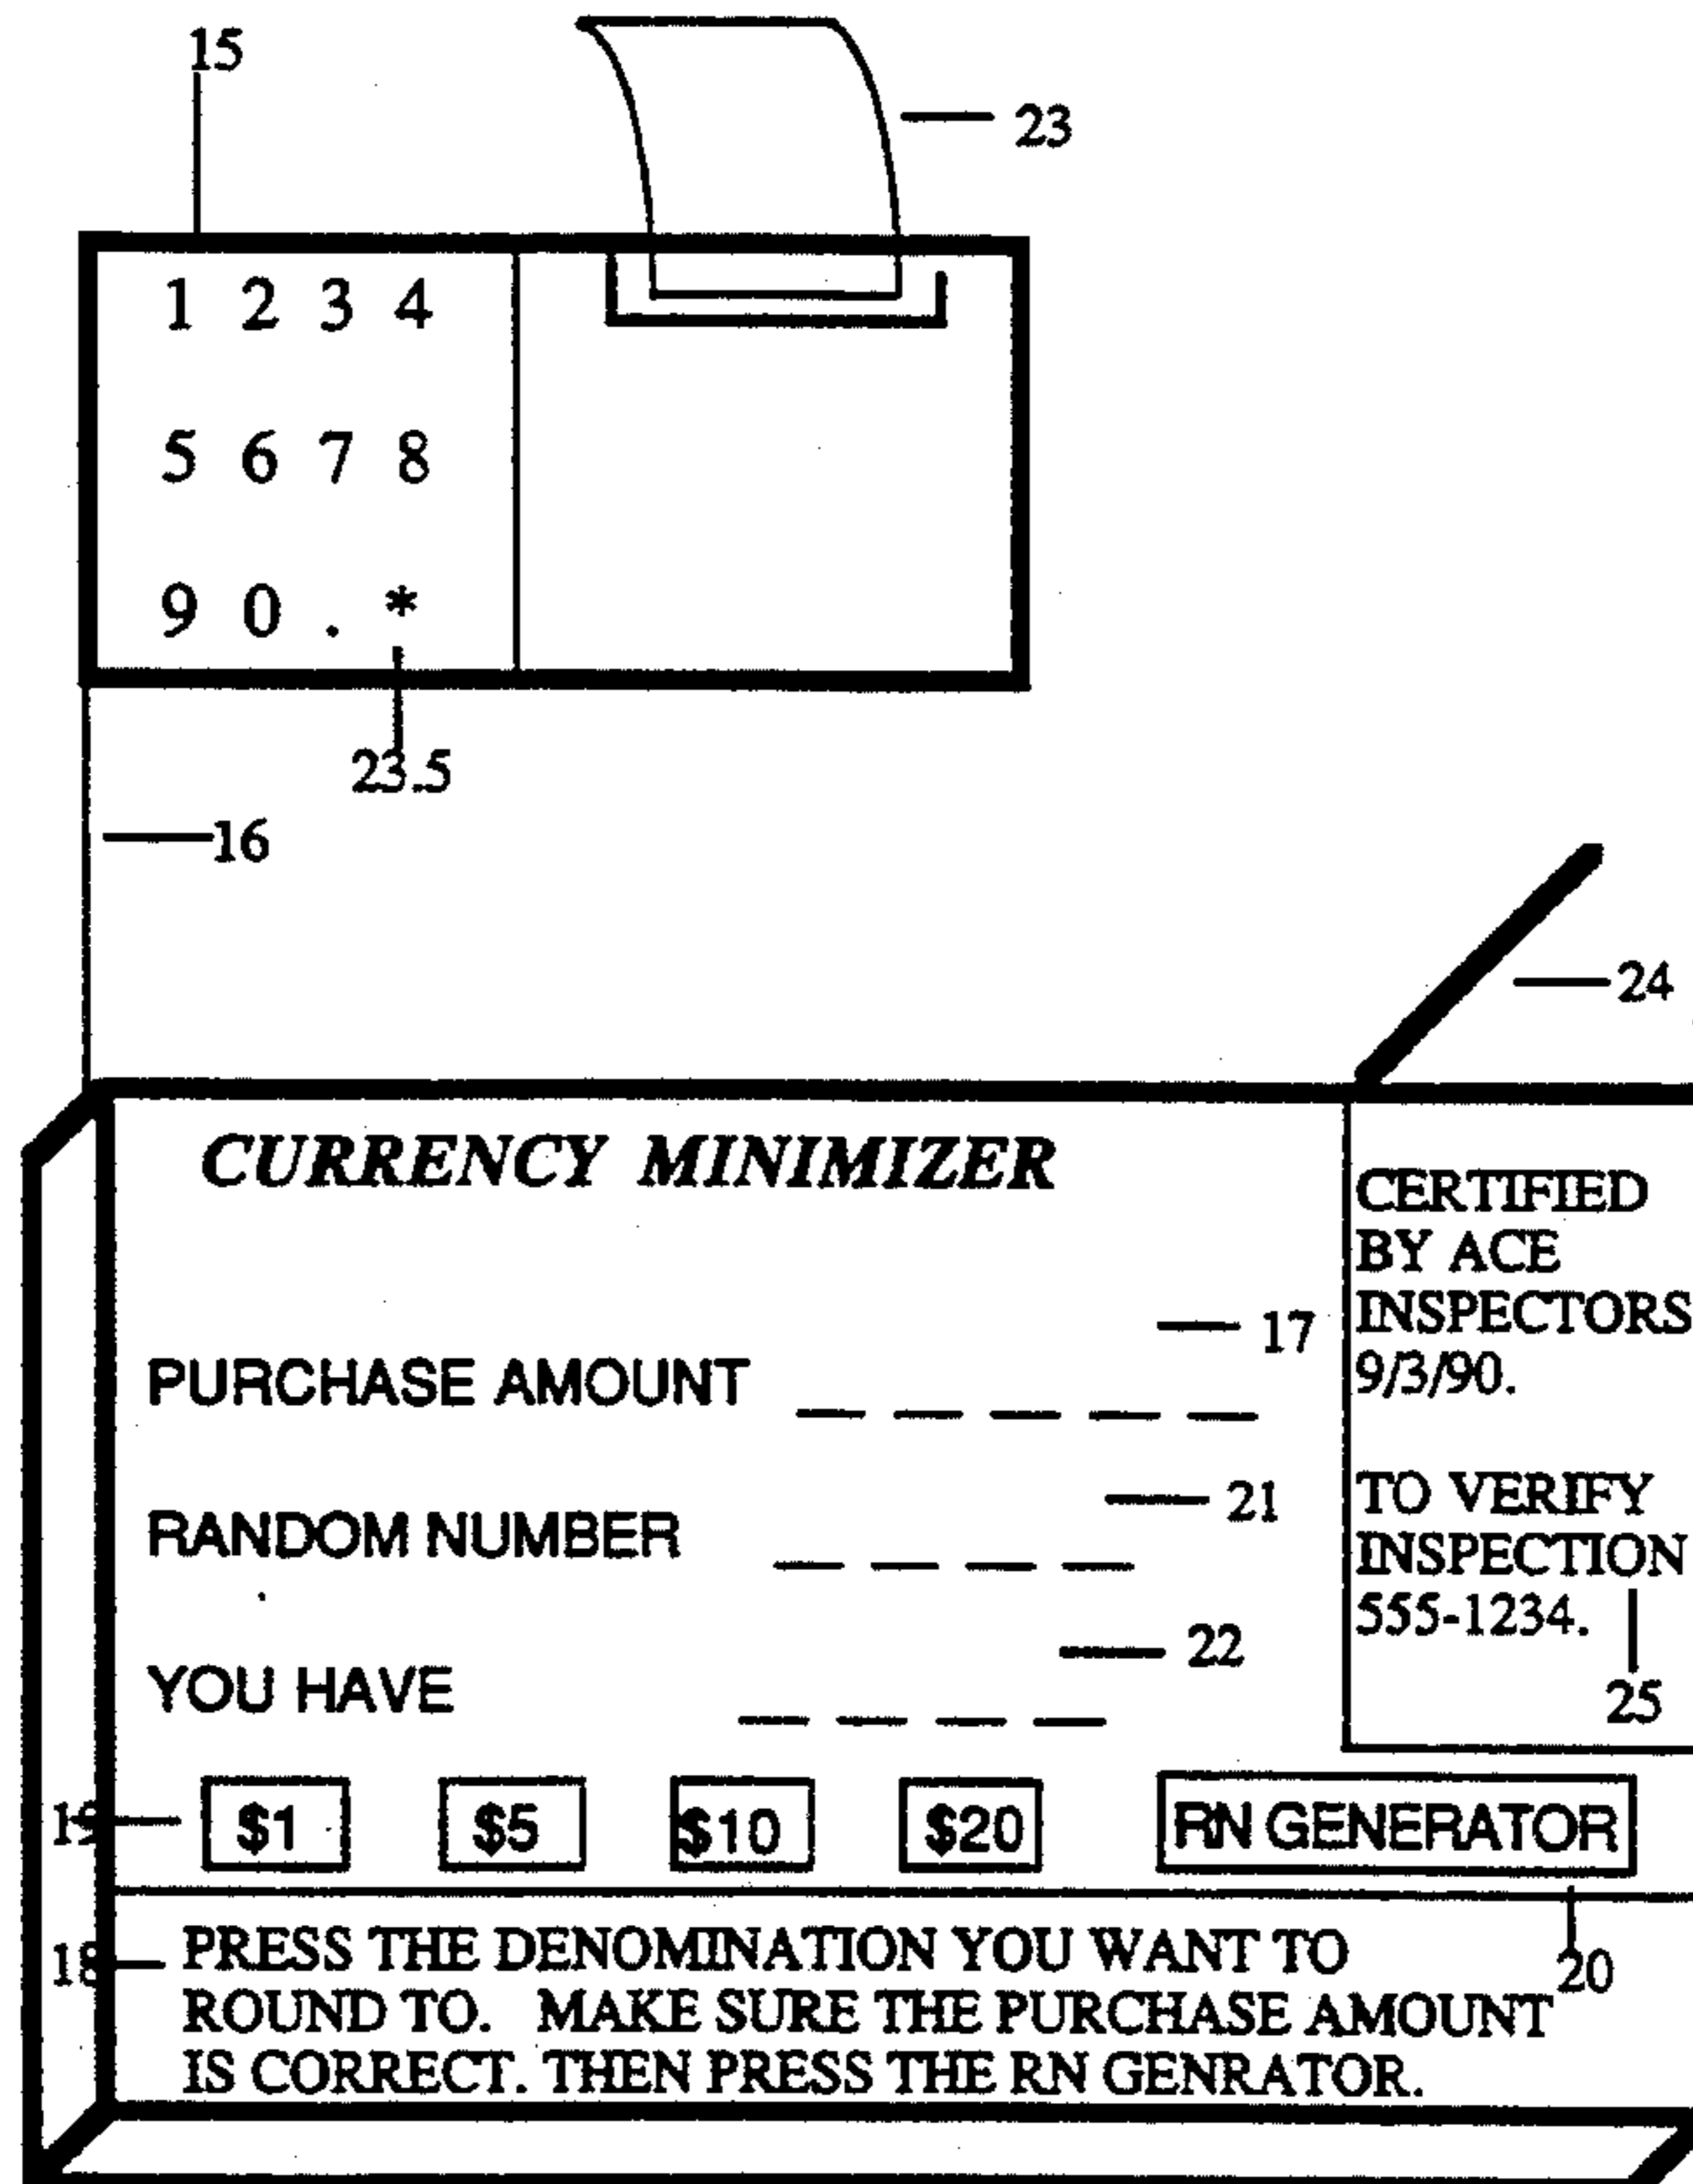 15
23
1 2 3 4
5 6 7 8
9 0 . *
23.5
16
24
CURRENCY MINIMIZER
CERTIFIED
BY ACE
INSPECTORS
9/3/90.
17
PURCHASE AMOUNT _ _ _ _ _
TO VERIFY
INSPECTION
555-1234.
25
21
RANDOM NUMBER _ _ _ _
22
YOU HAVE _ _ _ _
19
$1 $5 $10 $20 RN GENERATOR
20
18
PRESS THE DENOMINATION YOU WANT TO
ROUND TO. MAKE SURE THE PURCHASE AMOUNT
IS CORRECT. THEN PRESS THE RN GENRATOR.